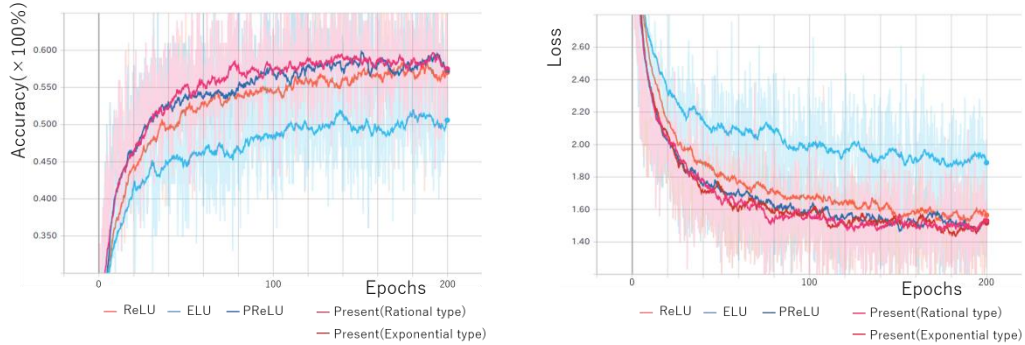 Accuracy(×100%)
0.600
0.550
0.500
0.450
0.400
0.350
0
100
200
Epochs
ReLU ELU PReLU Present(Rational type)
Present(Exponential type)
Loss
2.60
2.40
2.20
2.00
1.80
1.60
1.40
0
100
200
Epochs
ReLU ELU PReLU Present(Rational type)
Present(Exponential type)